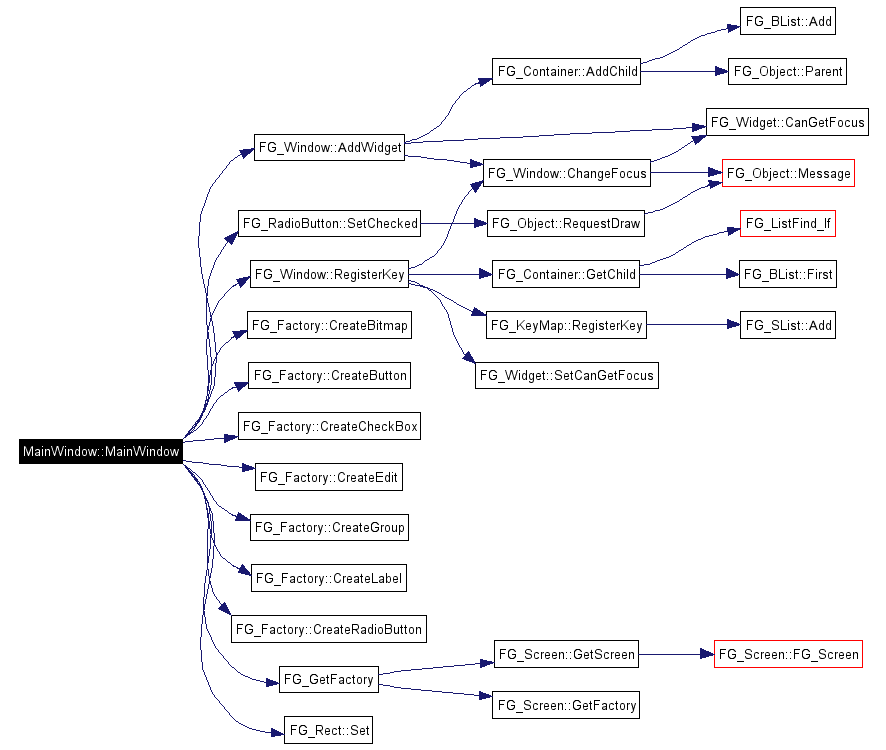 FG_BList::Add
FG_Container::AddChild
FG_Object::Parent
FG_Widget::CanGetFocus
FG_Window::AddWidget
FG_Window::ChangeFocus
FG_Object::Message
FG_RadioButton::SetChecked
FG_Object::RequestDraw
FG_ListFind_If
FG_Window::RegisterKey
FG_Container::GetChild
FG_BList::First
FG_Factory::CreateBitmap
FG_KeyMap::RegisterKey
FG_SList::Add
FG_Factory::CreateButton
FG_Widget::SetCanGetFocus
FG_Factory::CreateCheckBox
MainWindow::MainWindow
FG_Factory::CreateEdit
FG_Factory::CreateGroup
FG_Factory::CreateLabel
FG_Factory::CreateRadioButton
FG_Screen::GetScreen
FG_Screen::FG_Screen
FG_GetFactory
FG_Screen::GetFactory
FG_Rect::Set